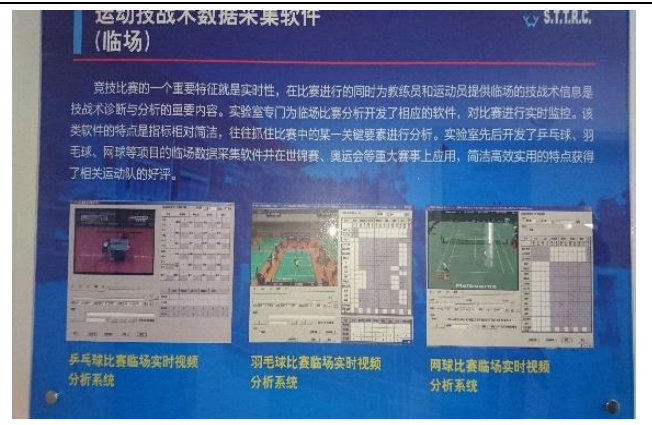 运动技战术数据采集软件
(临场)
S.T.T.R.C.
竞技比赛的一个重要特征就是实时性，在比赛进行的同时为教练员和运动员提供临场的技战术信息是
技战术诊断与分析的重要内容。实验室专门为临场比赛分析开发了相应的软件，对比赛进行实时监控。该
类软件的特点是指标相对简洁，往往抓住比赛中的某一关键要素进行分析。实验室先后开发了乒乓球、羽
毛球、网球等项目的临场数据采集软件并在世锦赛、奥运会等重大赛事上应用，简洁高效实用的特点获得
了相关运动队的好评。
Melbourne
乒乓球比赛临场实时视频
分析系统
羽毛球比赛临场实时视频
分析系统
网球比赛临场实时视频
分析系统